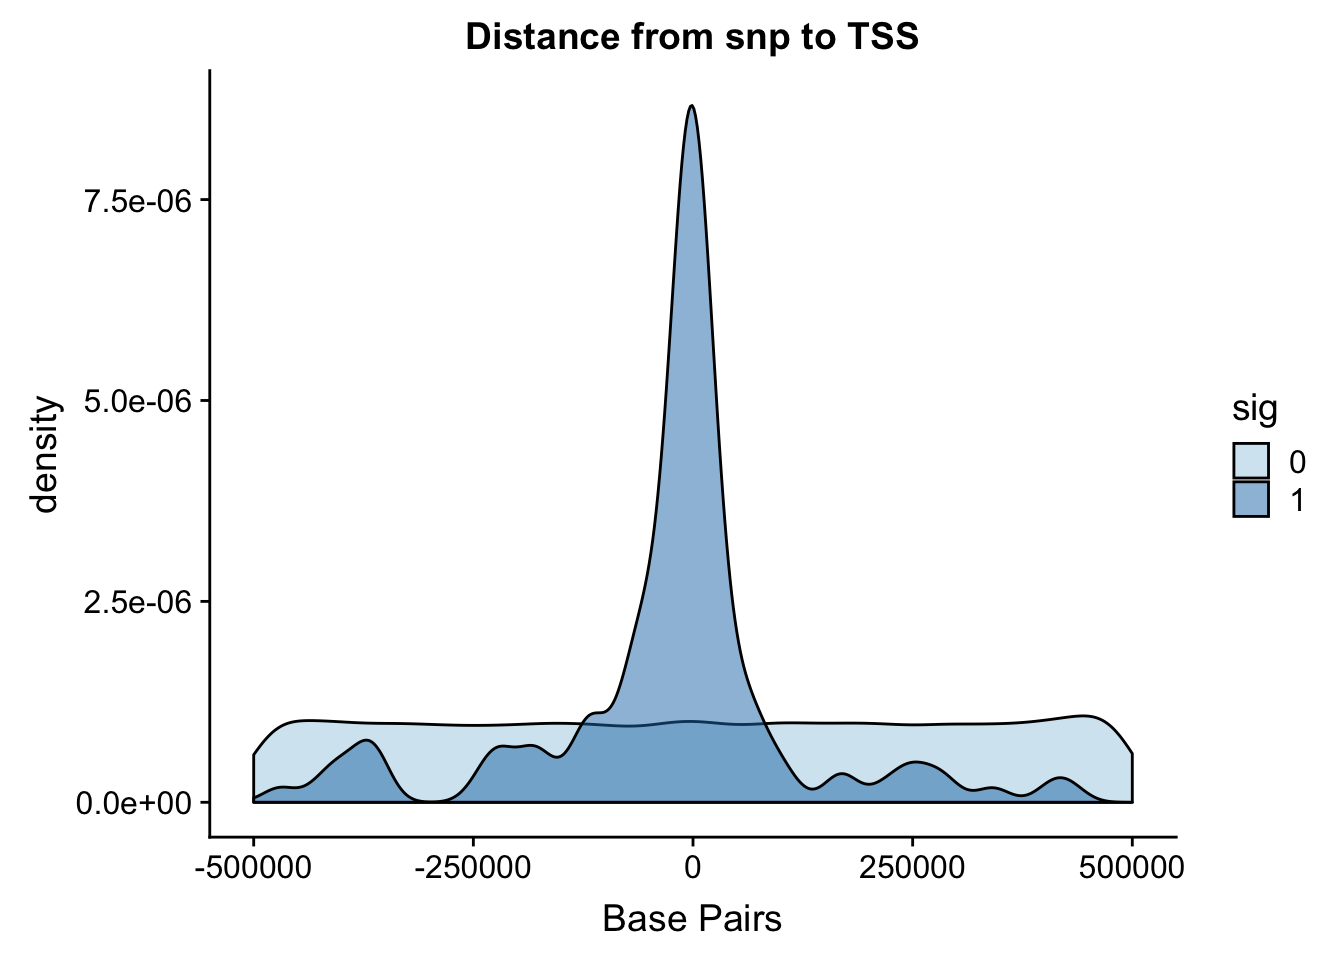 Distance from snp to TSS
7.5e-06
5.0e-06
2.5e-06
0.0e+00
density
-500000
-250000
0
250000
500000
Base Pairs
sig
0
1